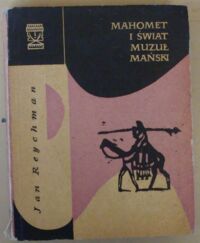 MAHOMET
I ŚWIAT
MUZUŁ
MAŃSKI
Jan Reychman